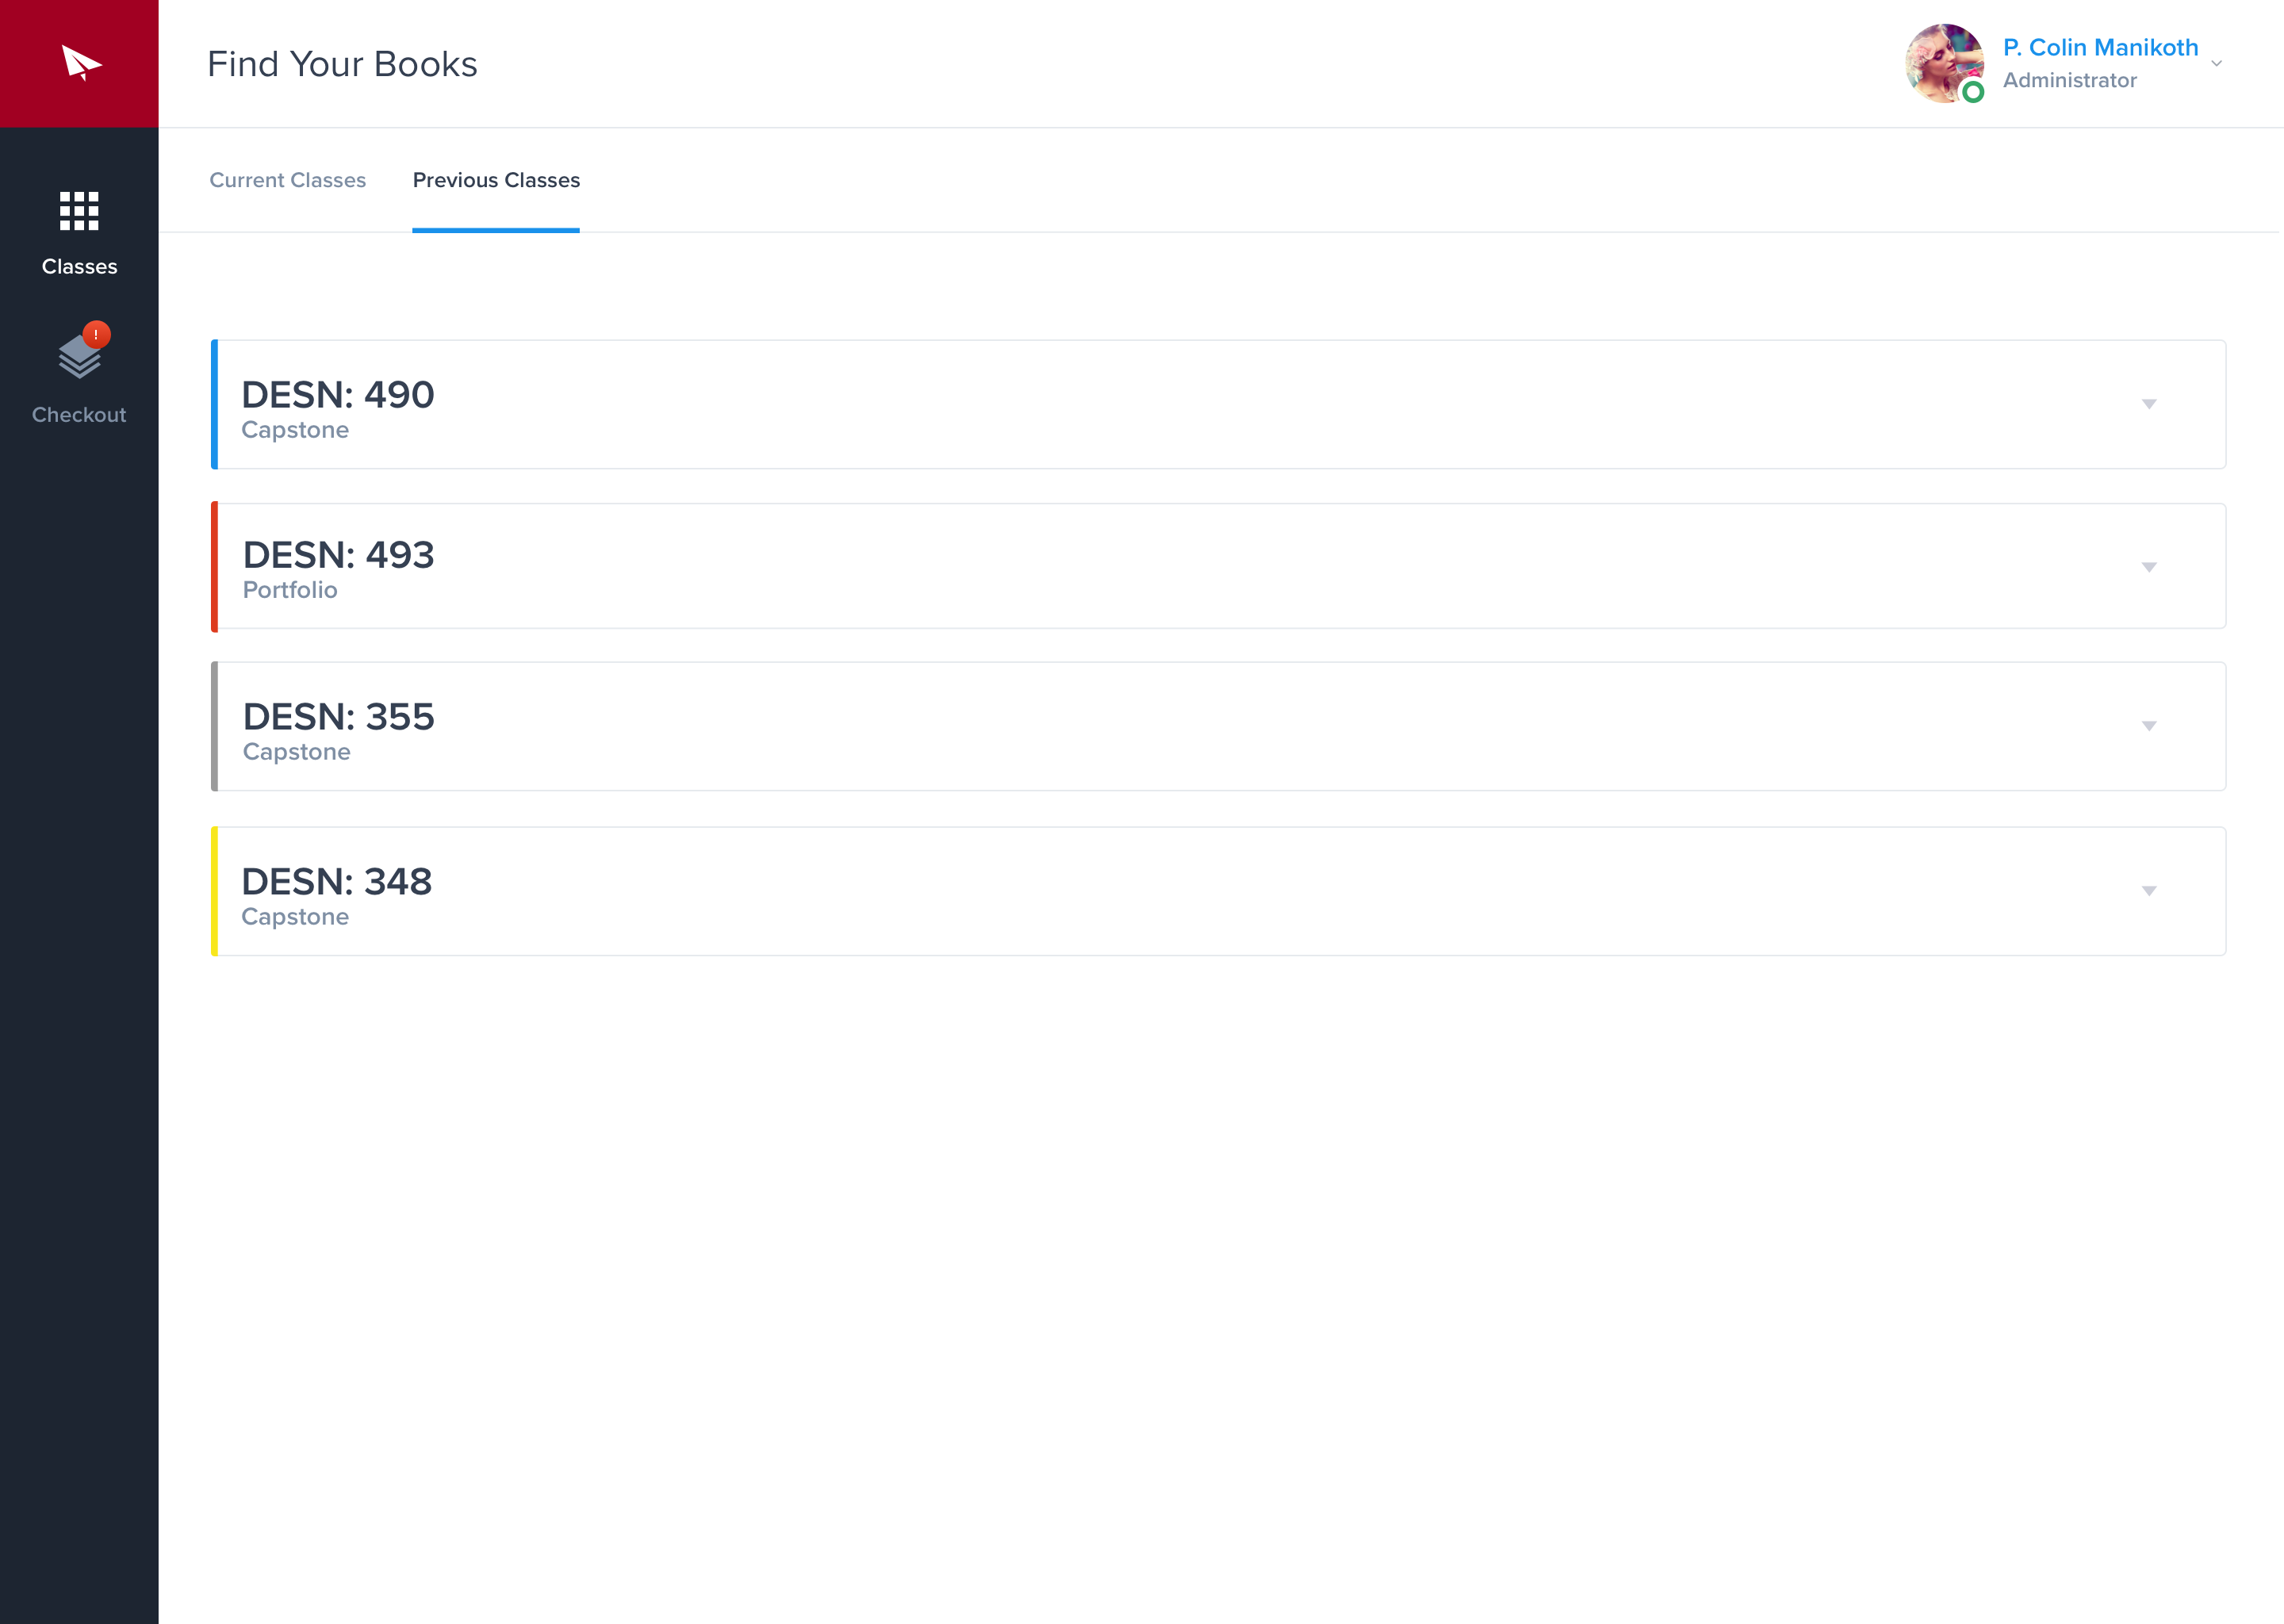 Find Your Books
P. Colin Manikoth
Administrator
Current Classes
Previous Classes
Classes
!
Checkout
DESN: 490
Capstone
DESN: 493
Portfolio
DESN: 355
Capstone
DESN: 348
Capstone